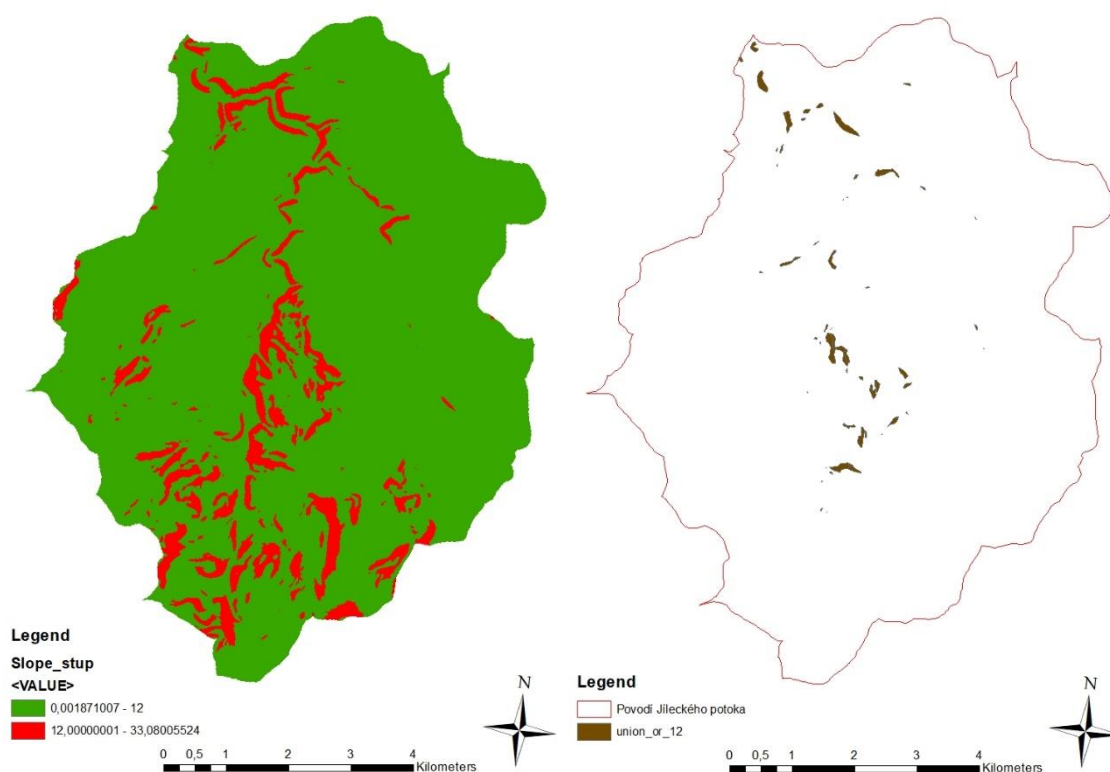 Legend
Slope_stup
<VALUE>
0,001871007 - 12
12,00000001 - 33,08005524
N
0 0,5 1 2 3 4
Kilometers
Legend
Povodí Jíleckého potoka
union_or_12
N
0 0,5 1 2 3 4
Kilometers